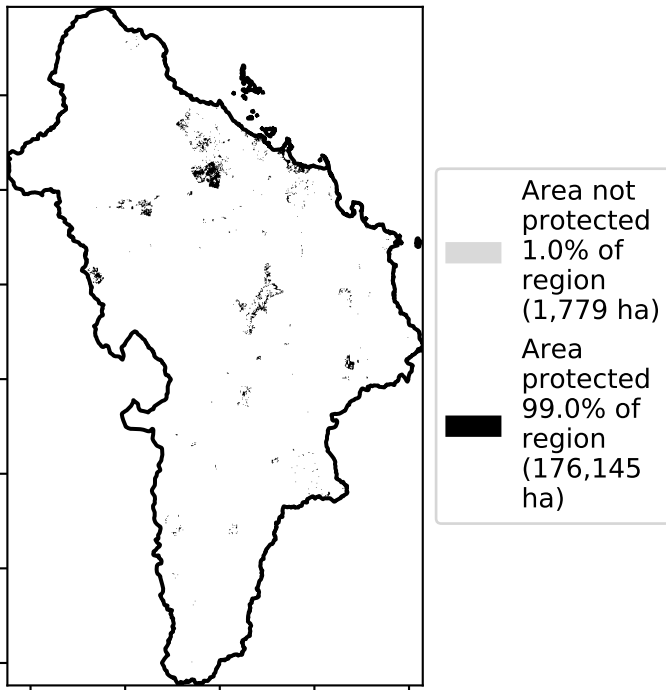 Area not
protected
1.0% of
region
(1,779 ha)
Area
protected
99.0% of
region
(176,145
ha)